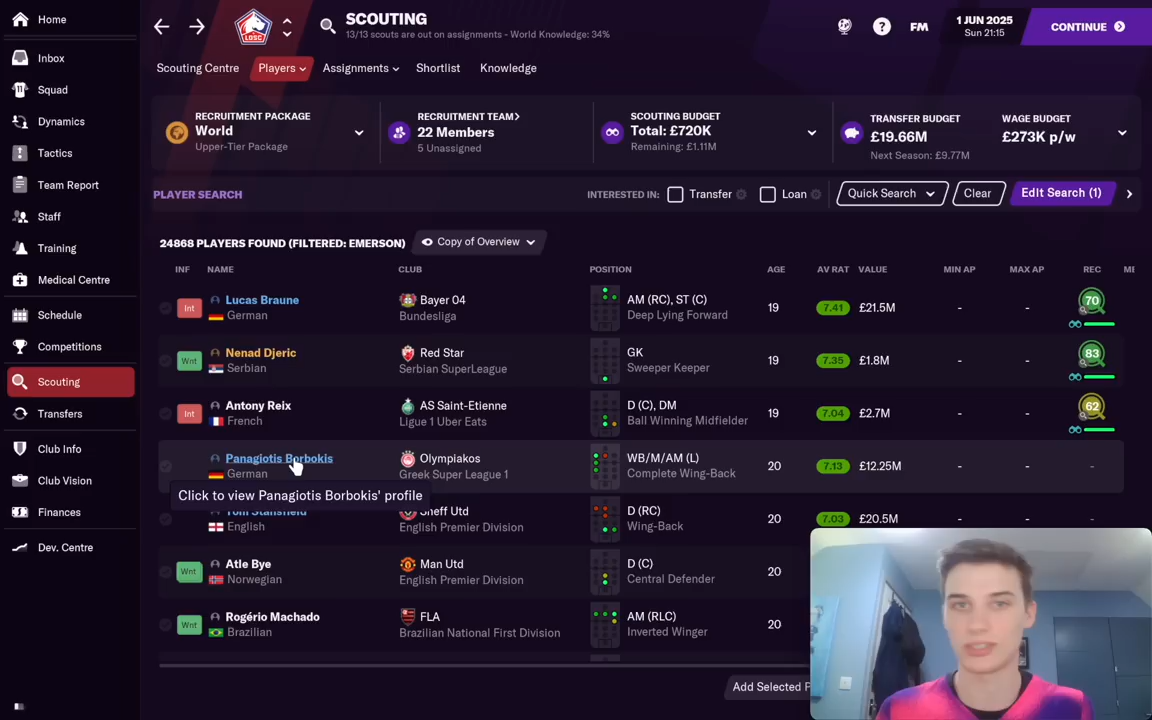 Home
Inbox
Squad
Dynamics
Tactics
Team Report
Staff
Training
Medical Centre
Schedule
Competitions
Scouting
Transfers
Club Info
Club Vision
Finances
Dev. Centre
LOSC
SCOUTING
13/13 scouts are out on assignments - World Knowledge: 34%
FM
1 JUN 2025
Sun 21:15
CONTINUE
Scouting Centre Players Assignments Shortlist Knowledge
RECRUITMENT PACKAGE
World
Upper-Tier Package
RECRUITMENT TEAM>
22 Members
5 Unassigned
SCOUTING BUDGET
Total: £720K
Remaining: £1.11M
TRANSFER BUDGET
£19.66M
Next Season: £9.77M
WAGE BUDGET
£273K p/w
PLAYER SEARCH INTERESTED IN: Transfer Loan Quick Search Clear Edit Search (1)
24868 PLAYERS FOUND (FILTERED: EMERSON) Copy of Overview
INF NAME CLUB POSITION AGE AV RAT VALUE MIN AP MAX AP REC ME
Int Lucas Braune Bayer 04 AM (RC), ST (C) 19 7.41 £21.5M - - 70
German Bundesliga Deep Lying Forward
Wnt Nenad Djeric Red Star GK 19 7.35 £1.8M - - 83
Serbian Serbian SuperLeague Sweeper Keeper
Int Antony Reix AS Saint-Etienne D (C), DM 19 7.04 £2.7M - - 62
French Ligue 1 Uber Eats Ball Winning Midfielder
Panagiotis Borbokis Olympiakos WB/M/AM (L) 20 7.13 £12.25M - - -
German Greek Super League 1 Complete Wing-Back
Click to view Panagiotis Borbokis' profile
Tom Stansfield Sheff Utd D (RC) 20 7.03 £20.5M
English English Premier Division Wing-Back
Wnt Atle Bye Man Utd D (C) 20
Norwegian English Premier Division Central Defender
Wnt Rogério Machado FLA AM (RLC) 20
Brazilian Brazilian National First Division Inverted Winger
Add Selected P